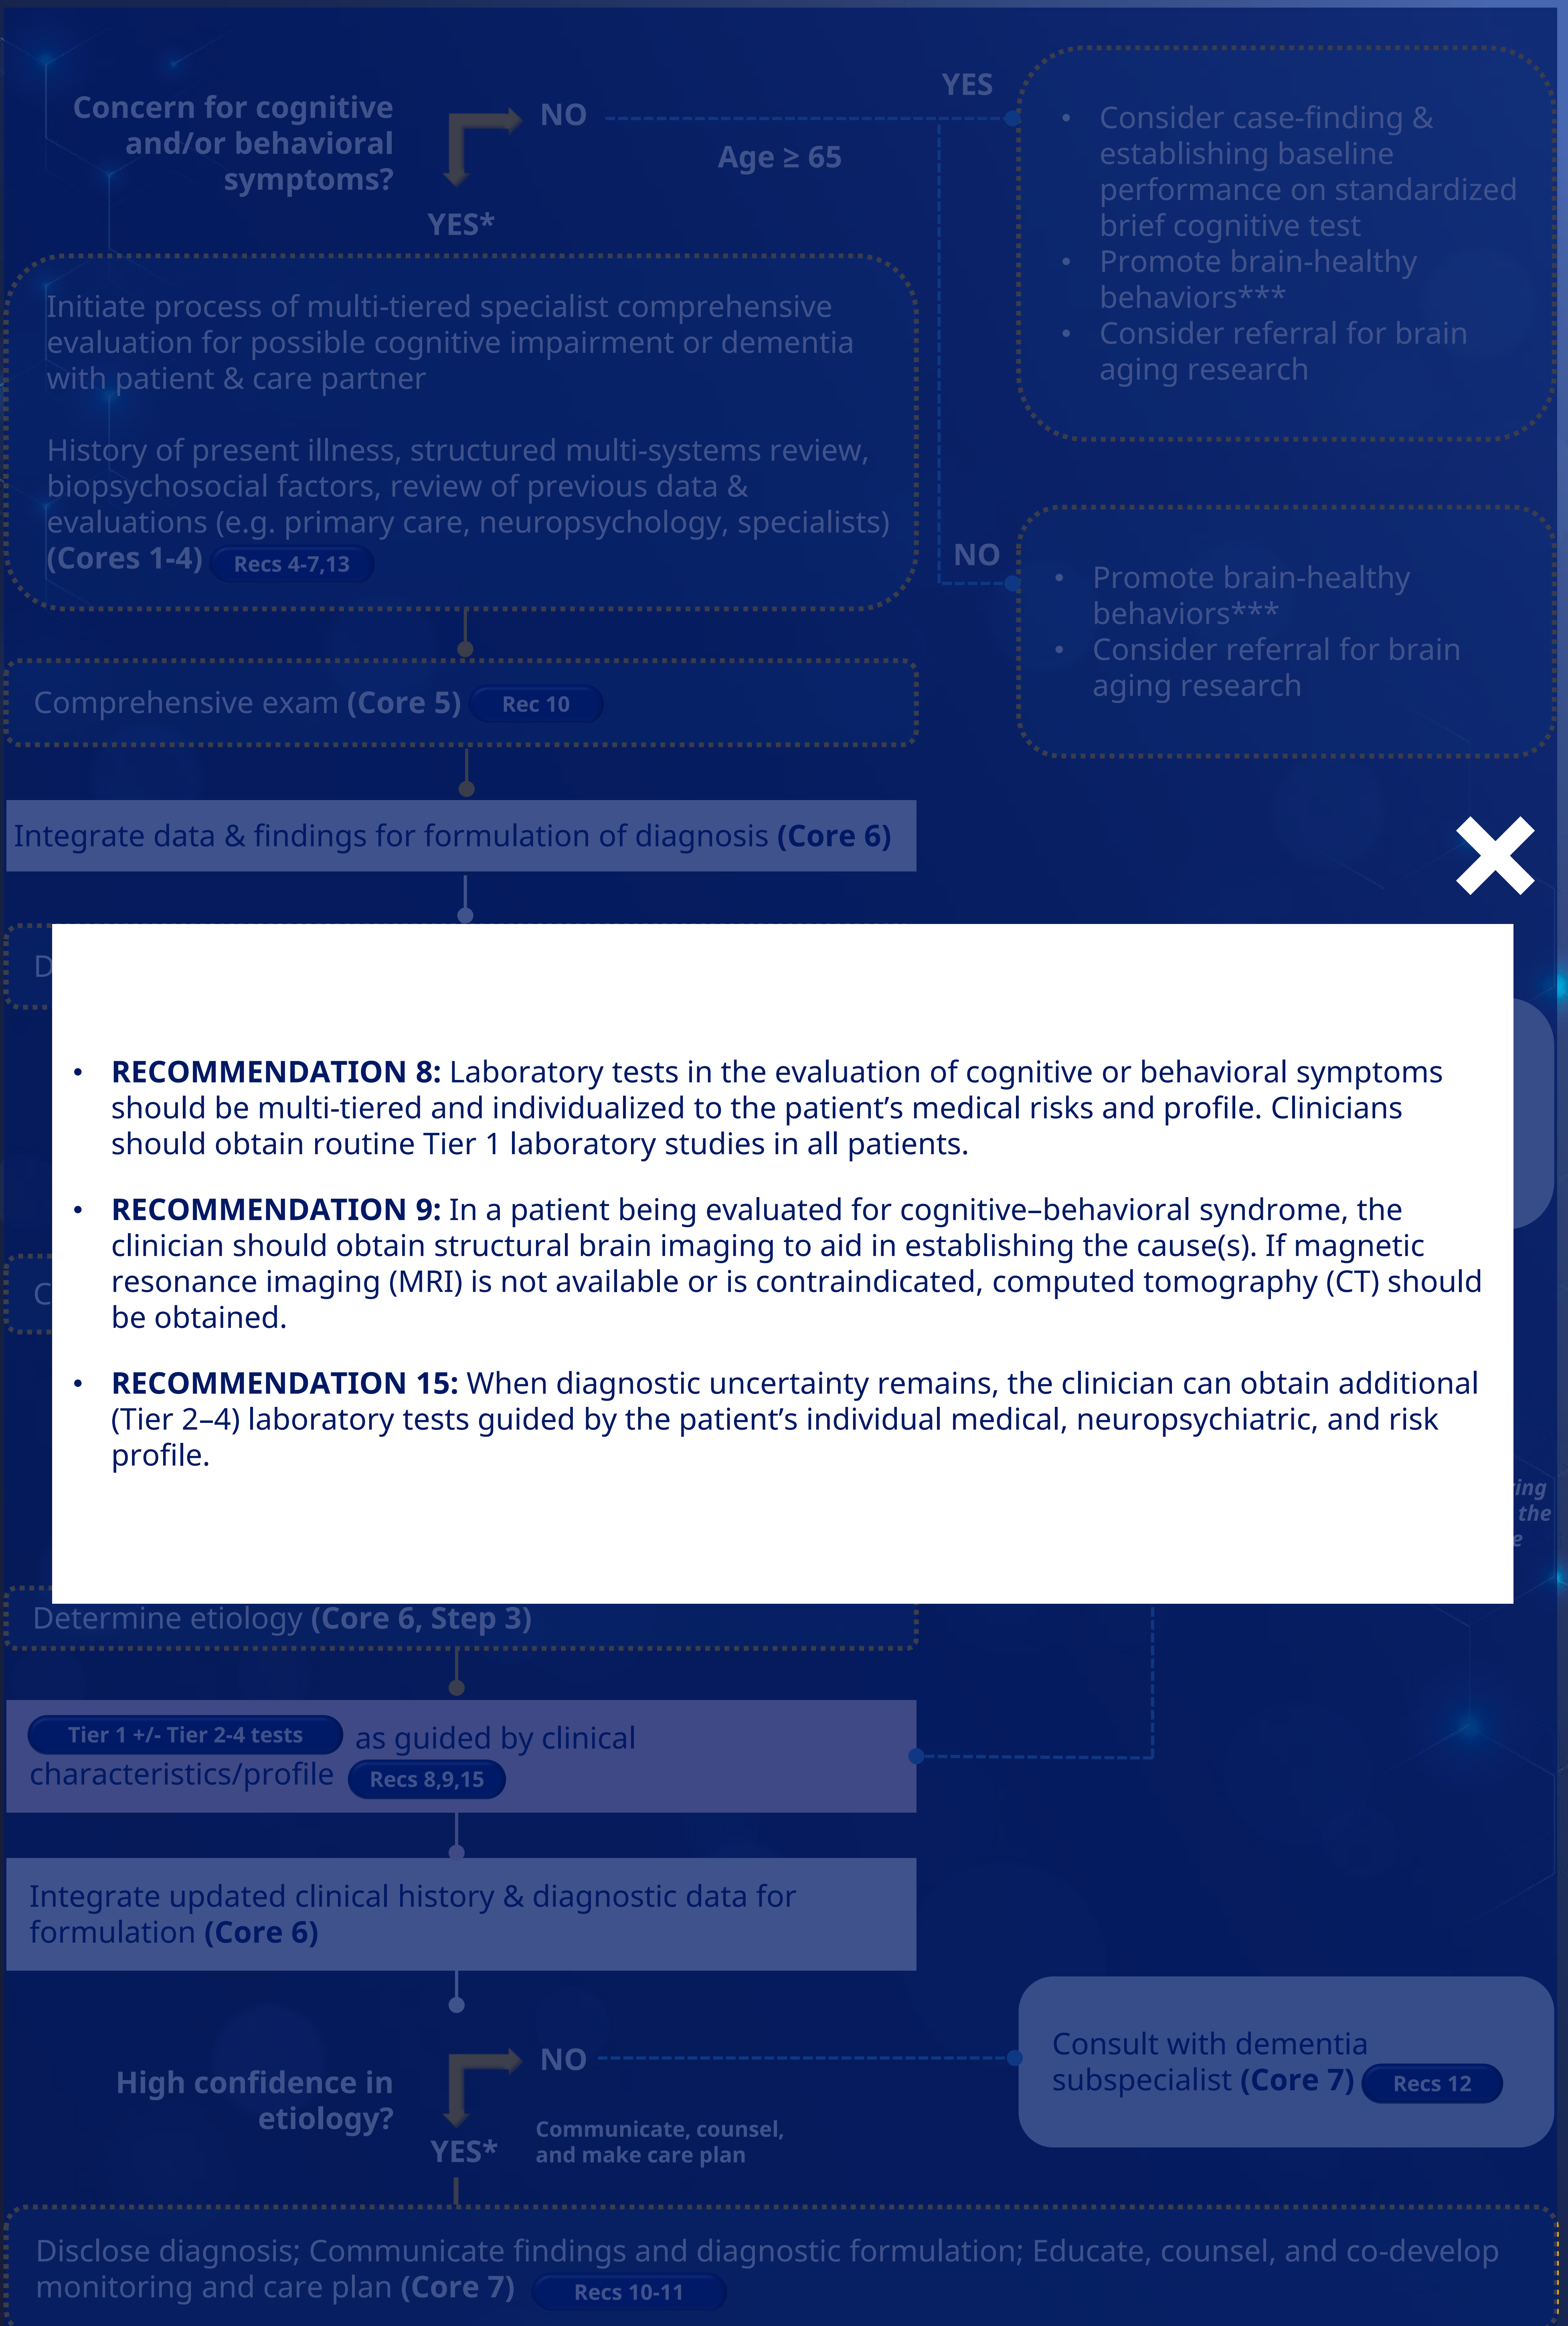 Concern for cognitive
and/or behavioral
symptoms?
NO
YES
Age ≥ 65
YES*
• Consider case-finding &
establishing baseline
performance on standardized
brief cognitive test
• Promote brain-healthy
behaviors***
• Consider referral for brain
aging research
Initiate process of multi-tiered specialist comprehensive
evaluation for possible cognitive impairment or dementia
with patient & care partner
History of present illness, structured multi-systems review,
biopsychosocial factors, review of previous data &
evaluations (e.g. primary care, neuropsychology, specialists)
(Cores 1-4) Recs 4-7,13
NO
• Promote brain-healthy
behaviors***
• Consider referral for brain
aging research
Comprehensive exam (Core 5) Rec 10
Integrate data & findings for formulation of diagnosis (Core 6)
D
• RECOMMENDATION 8: Laboratory tests in the evaluation of cognitive or behavioral symptoms
should be multi-tiered and individualized to the patient’s medical risks and profile. Clinicians
should obtain routine Tier 1 laboratory studies in all patients.
• RECOMMENDATION 9: In a patient being evaluated for cognitive–behavioral syndrome, the
clinician should obtain structural brain imaging to aid in establishing the cause(s). If magnetic
resonance imaging (MRI) is not available or is contraindicated, computed tomography (CT) should
be obtained.
C
• RECOMMENDATION 15: When diagnostic uncertainty remains, the clinician can obtain additional
(Tier 2–4) laboratory tests guided by the patient’s individual medical, neuropsychiatric, and risk
profile.
ing
the
e
Determine etiology (Core 6, Step 3)
Tier 1 +/- Tier 2-4 tests as guided by clinical
characteristics/profile Recs 8,9,15
Integrate updated clinical history & diagnostic data for
formulation (Core 6)
High confidence in
etiology?
NO
YES*
Communicate, counsel,
and make care plan
Consult with dementia
subspecialist (Core 7) Recs 12
Disclose diagnosis; Communicate findings and diagnostic formulation; Educate, counsel, and co-develop
monitoring and care plan (Core 7) Recs 10-11